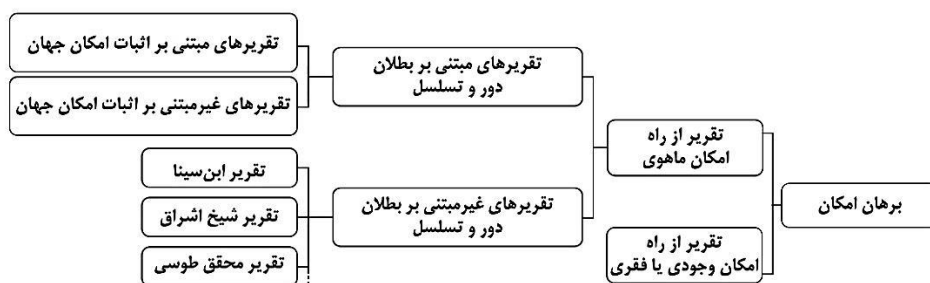 برهان امکان
تقریر از راه
امکان ماهوی
تقریر از راه
امکان وجودی یا فقری
تقریرهای مبتنی بر بطلان
دور و تسلسل
تقریرهای غیرمبتنی بر بطلان
دور و تسلسل
تقریرهای مبتنی بر اثبات امکان جهان
تقریرهای غیرمبتنی بر اثبات امکان جهان
تقریر ابن‌سینا
تقریر شیخ اشراق
تقریر محقق طوسی